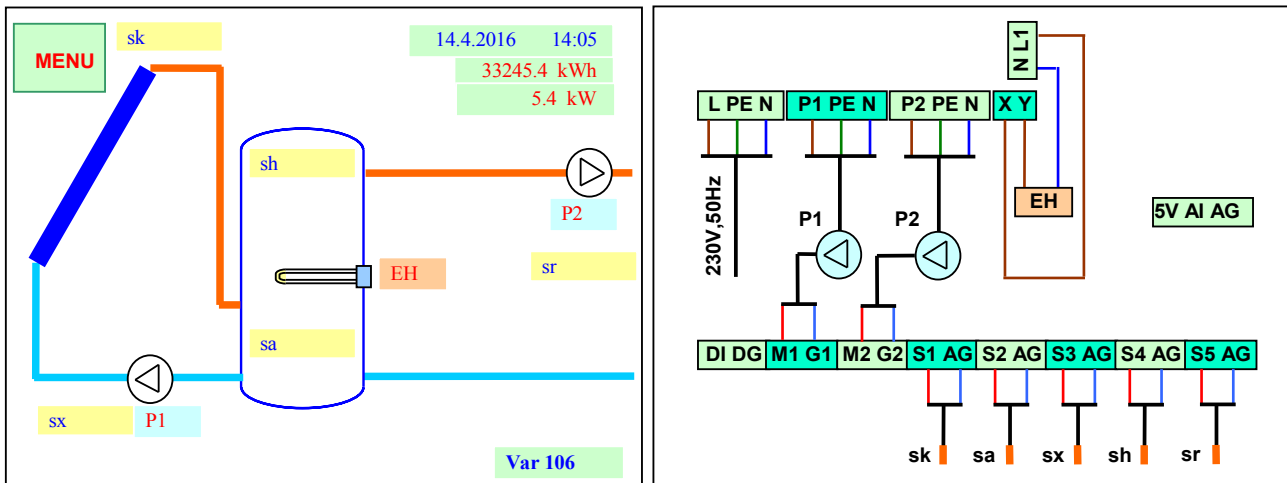 MENU
sk
14.4.2016 14:05
33245.4 kWh
5.4 kW
sh
P2
sr
EH
sa
sx
P1
Var 106
N L1
L PE N
P1 PE N
P2 PE N
X Y
230V,50Hz
P1
P2
EH
5V AI AG
DI DG
M1 G1
M2 G2
S1 AG
S2 AG
S3 AG
S4 AG
S5 AG
sk
sa
sx
sh
sr